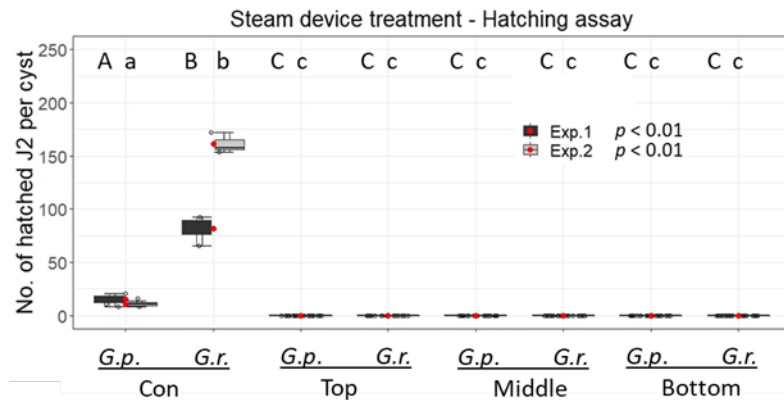 Steam device treatment - Hatching assay
No. of hatched J2 per cyst
250
200
150
100
50
0
A a B b C c C c C c C c C c C c
Exp.1 p < 0.01
Exp.2 p < 0.01
G.p. G.r. G.p. G.r. G.p. G.r. G.p. G.r.
Con Top Middle Bottom